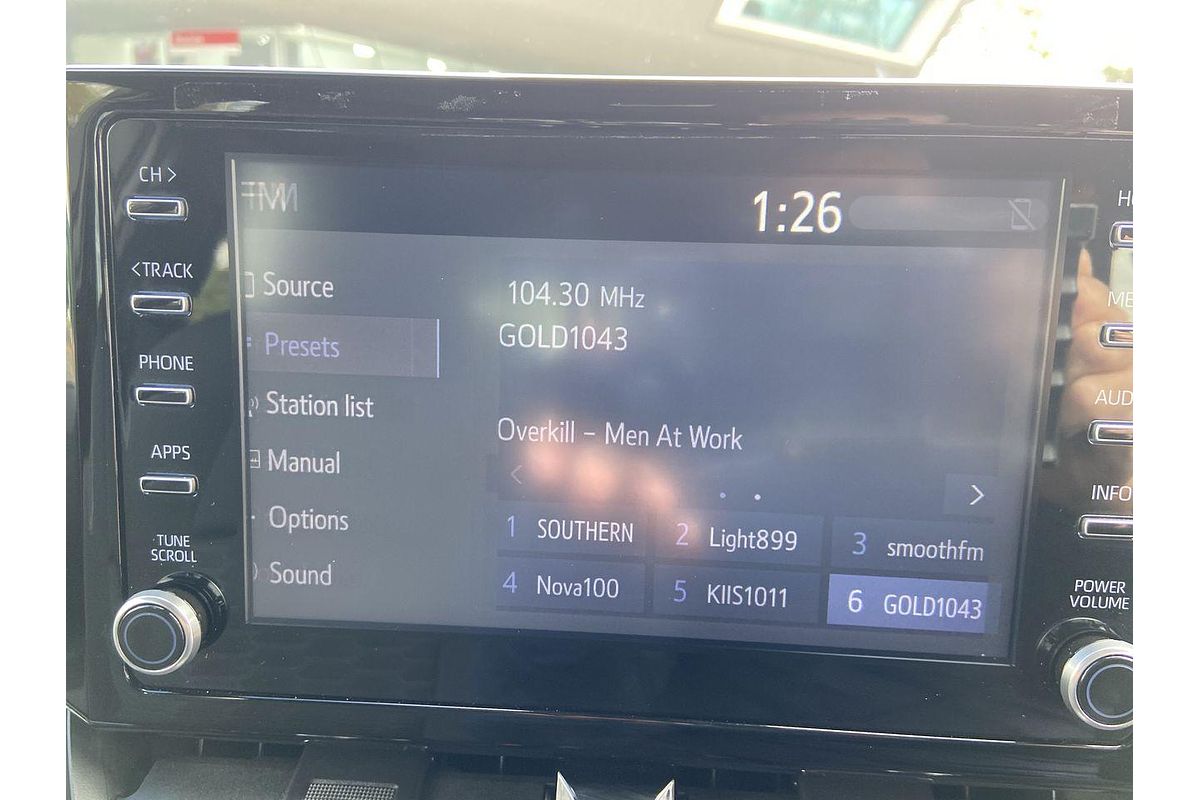 CH >
FM
1:26
HO
< TRACK
Source
104.30 MHz
ME
Presets
GOLD1043
PHONE
Station list
AUD
Overkill – Men At Work
APPS
Manual
< >
INFO
Options
1 SOUTHERN 2 Light899 3 smoothfm
TUNE
SCROLL
Sound
4 Nova100 5 KIIS1011 6 GOLD1043
POWER
VOLUME